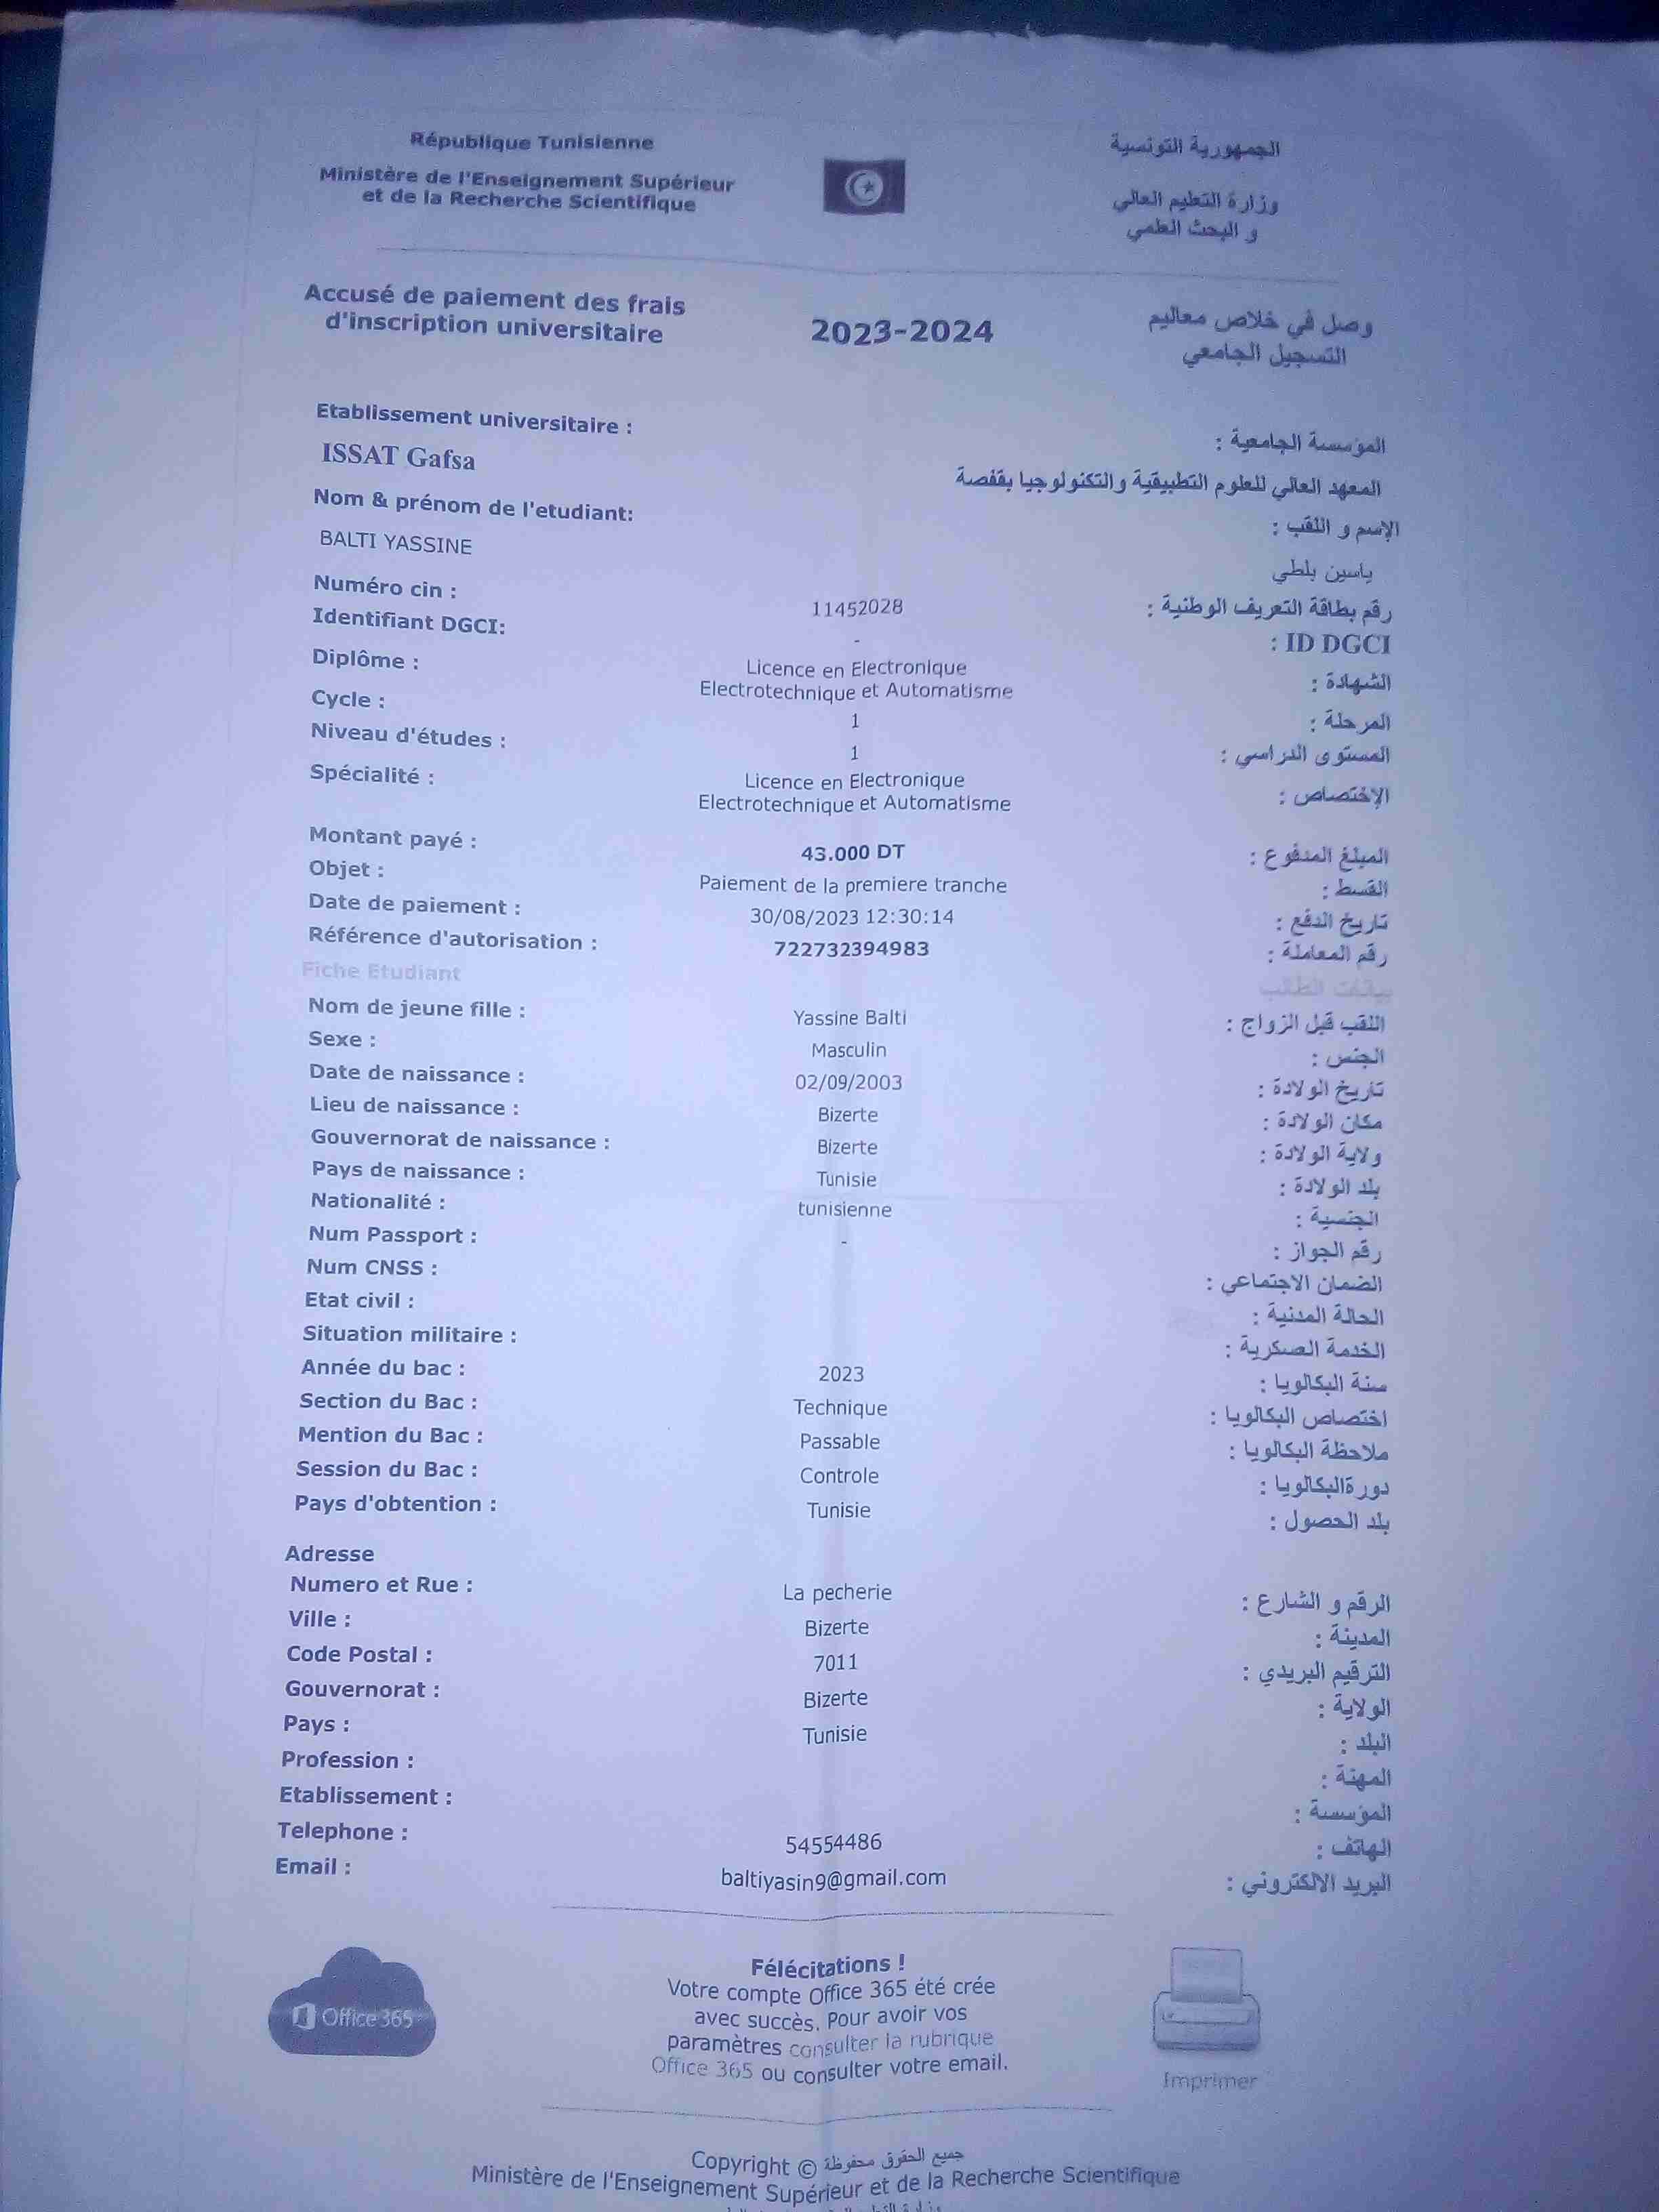 République Tunisienne
الجمهورية التونسية
Ministère de l'Enseignement Supérieur
et de la Recherche Scientifique
وزارة التعليم العالي
و البحث العلمي
Accusé de paiement des frais
d'inscription universitaire
2023-2024
وصل في خلاص معاليم
التسجيل الجامعي
Etablissement universitaire :
المؤسسة الجامعية :
ISSAT Gafsa
المعهد العالي للعلوم التطبيقية والتكنولوجيا بقفصة
Nom & prénom de l'etudiant:
الإسم و اللقب :
BALTI YASSINE
ياسين بلطي
Numéro cin : 11452028 رقم بطاقة التعريف الوطنية :
Identifiant DGCI: - ID DGCI :
Diplôme : Licence en Electronique الشهادة :
Electrotechnique et Automatisme
Cycle : 1 المرحلة :
Niveau d'études : 1 المستوى الدراسي :
Spécialité : Licence en Electronique الإختصاص :
Electrotechnique et Automatisme
Montant payé : 43.000 DT المبلغ المدفوع :
Objet : Paiement de la premiere tranche القسط :
Date de paiement : 30/08/2023 12:30:14 تاريخ الدفع :
Référence d'autorisation : 722732394983 رقم المعاملة :
Fiche Etudiant بيانات الطالب
Nom de jeune fille : Yassine Balti اللقب قبل الزواج :
Sexe : Masculin الجنس :
Date de naissance : 02/09/2003 تاريخ الولادة :
Lieu de naissance : Bizerte مكان الولادة :
Gouvernorat de naissance : Bizerte ولاية الولادة :
Pays de naissance : Tunisie بلد الولادة :
Nationalité : tunisienne الجنسية :
Num Passport : - رقم الجواز :
Num CNSS : الضمان الاجتماعي :
Etat civil : الحالة المدنية :
Situation militaire : الخدمة العسكرية :
Année du bac : 2023 سنة البكالويا :
Section du Bac : Technique اختصاص البكالويا :
Mention du Bac : Passable ملاحظة البكالويا :
Session du Bac : Controle دورةالبكالويا :
Pays d'obtention : Tunisie بلد الحصول :
Adresse
Numero et Rue : La pecherie الرقم و الشارع :
Ville : Bizerte المدينة :
Code Postal : 7011 الترقيم البريدي :
Gouvernorat : Bizerte الولاية :
Pays : Tunisie البلد :
Profession : المهنة :
Etablissement : المؤسسة :
Telephone : 54554486 الهاتف :
Email : baltiyasin9@gmail.com البريد الالكتروني :
Félécitations !
Votre compte Office 365 été crée
avec succès. Pour avoir vos
paramètres consulter la rubrique
Office 365 ou consulter votre email.
Office 365
Imprimer
Copyright © جميع الحقوق محفوظة
Ministère de l'Enseignement Supérieur et de la Recherche Scientifique